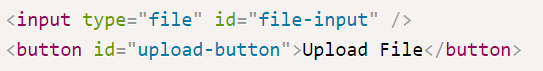 <input type="file" id="file-input" />
<button id="upload-button">Upload File</button>